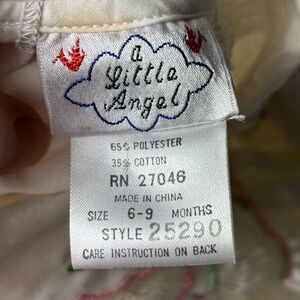 a
Little
Angel
65% POLYESTER
35% COTTON
RN 27046
MADE IN CHINA
SIZE 6-9 MONTHS
STYLE 25290
CARE INSTRUCTION ON BACK